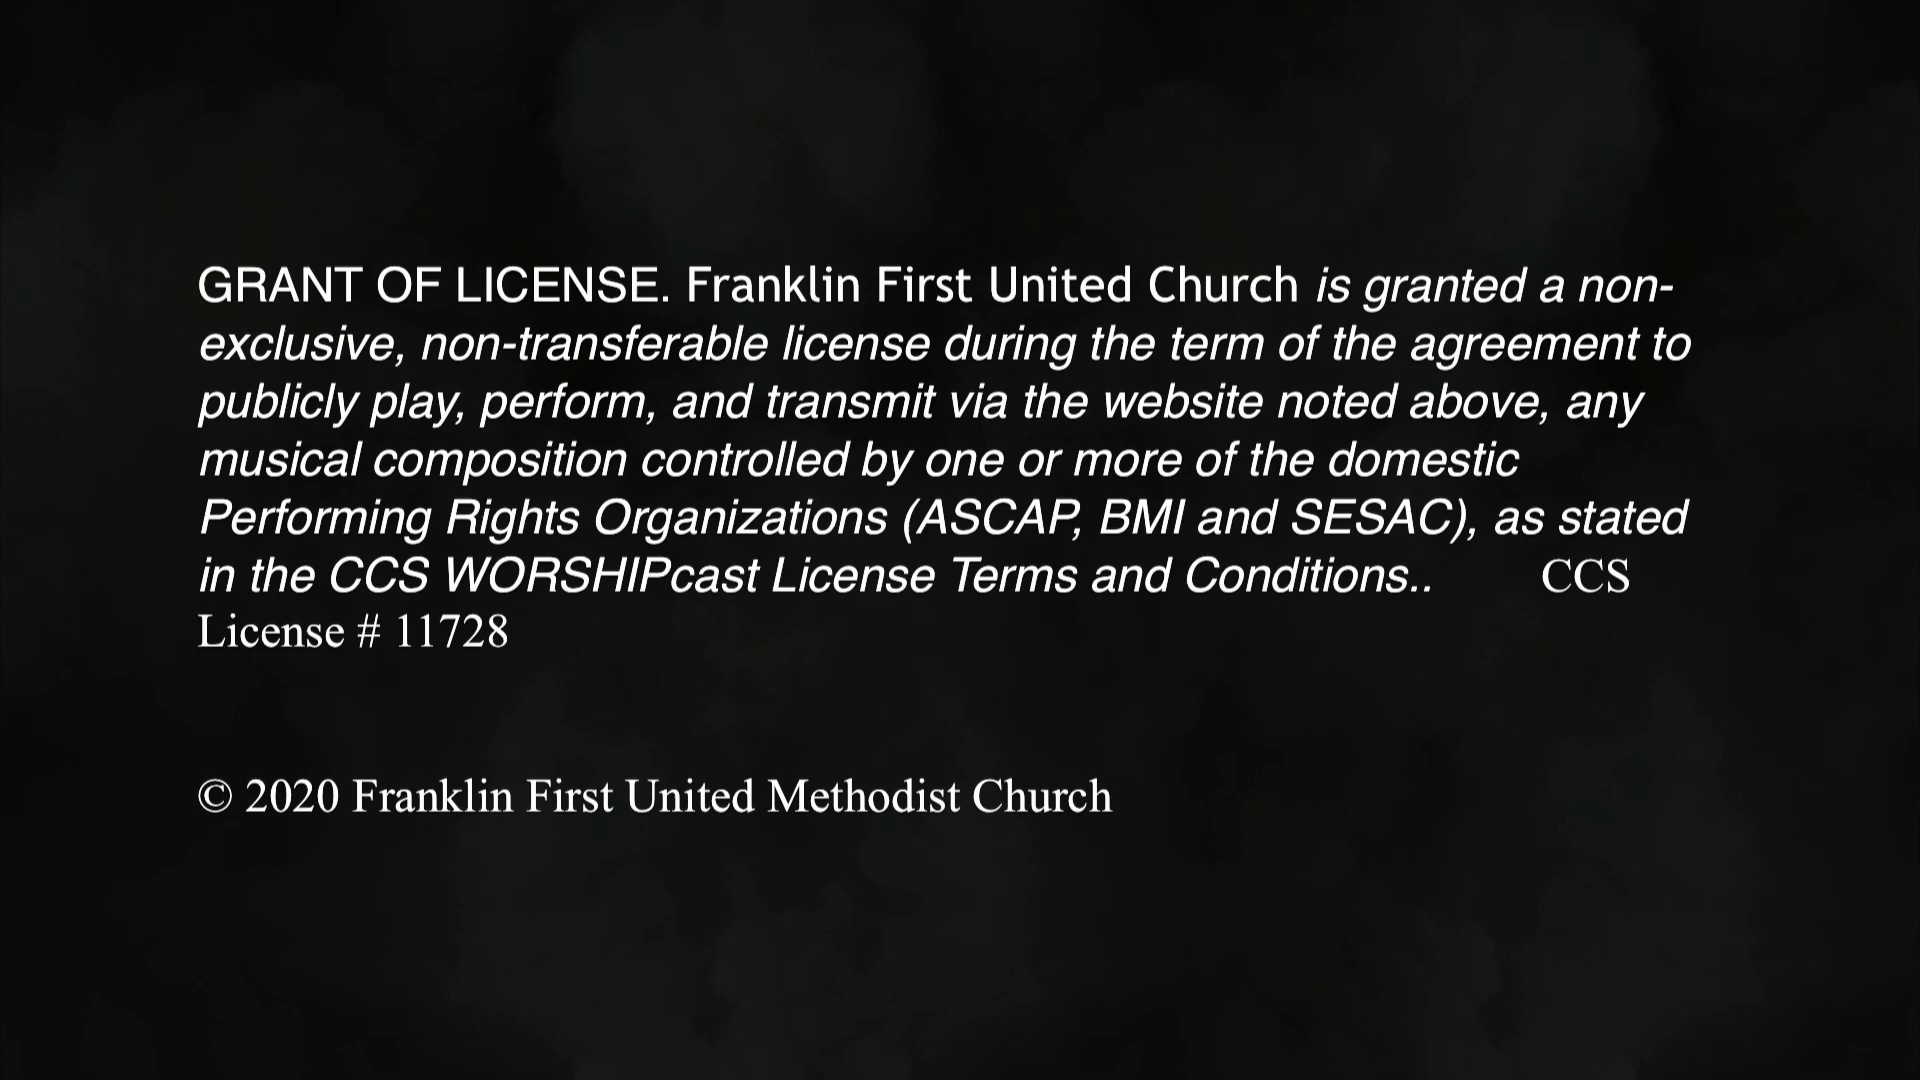 GRANT OF LICENSE. Franklin First United Church is granted a non-
exclusive, non-transferable license during the term of the agreement to
publicly play, perform, and transmit via the website noted above, any
musical composition controlled by one or more of the domestic
Performing Rights Organizations (ASCAP, BMI and SESAC), as stated
in the CCS WORSHIPcast License Terms and Conditions.. CCS
License # 11728
© 2020 Franklin First United Methodist Church